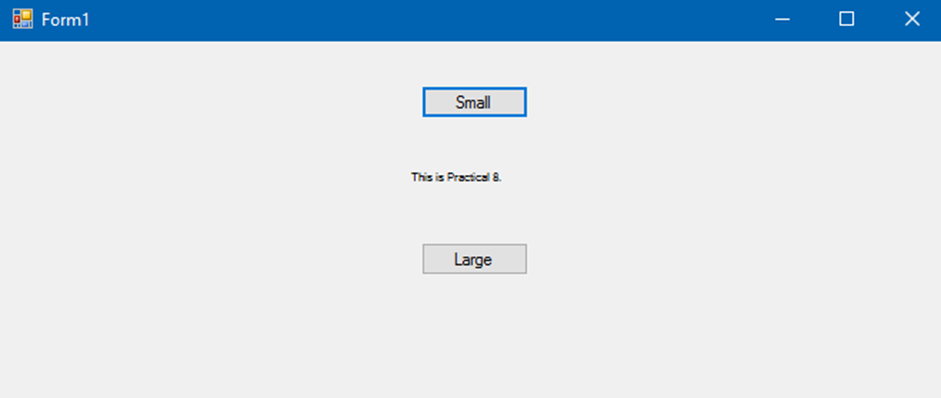 Form1
Small
This is Practical 8.
Large